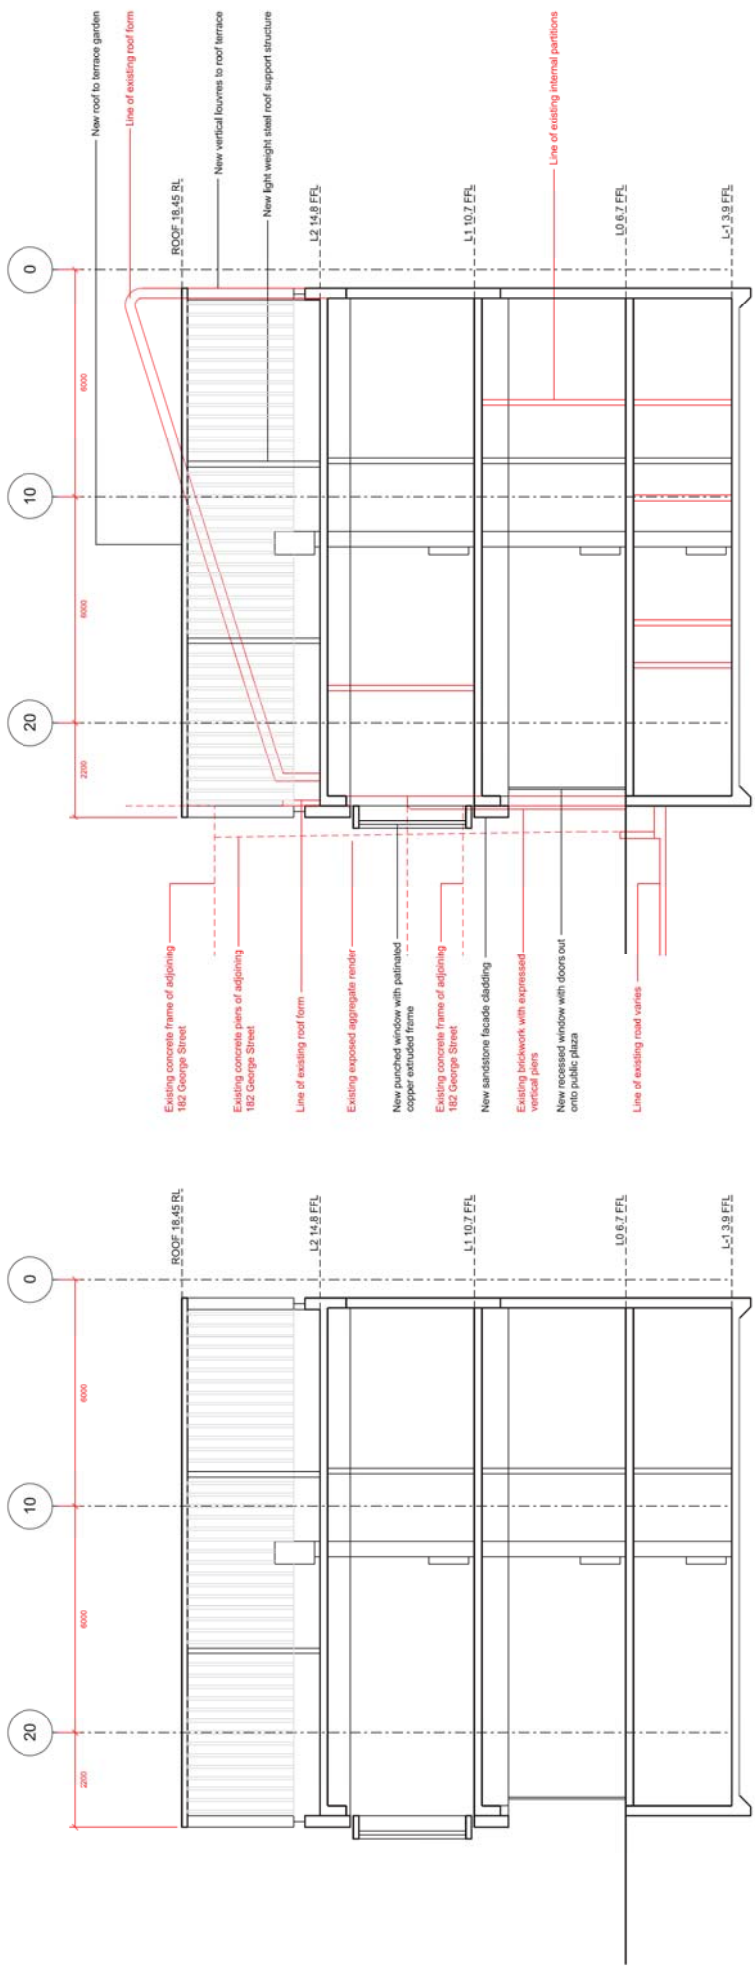 New roof to terrace garden
Line of existing roof form
New vertical louvres to roof terrace
New light weight steel roof support structure
Line of existing internal partitions
ROOF 18.45 RL
L2 14.8 FFL
L1 10.7 FFL
L0 6.7 FFL
L-1 3.9 FFL
0
10
20
6000
6000
2200
Existing concrete frame of adjoining
182 George Street
Existing concrete piers of adjoining
182 George Street
Line of existing roof form
Existing exposed aggregate render
New punched window with patinated
copper extruded frame
Existing concrete frame of adjoining
182 George Street
New sandstone facade cladding
Existing brickwork with expressed
vertical piers
New recessed window with doors out
onto public plaza
Line of existing road varies
ROOF 18.45 RL
L2 14.8 FFL
L1 10.7 FFL
L0 6.7 FFL
L-1 3.9 FFL
0
10
20
6000
6000
2200